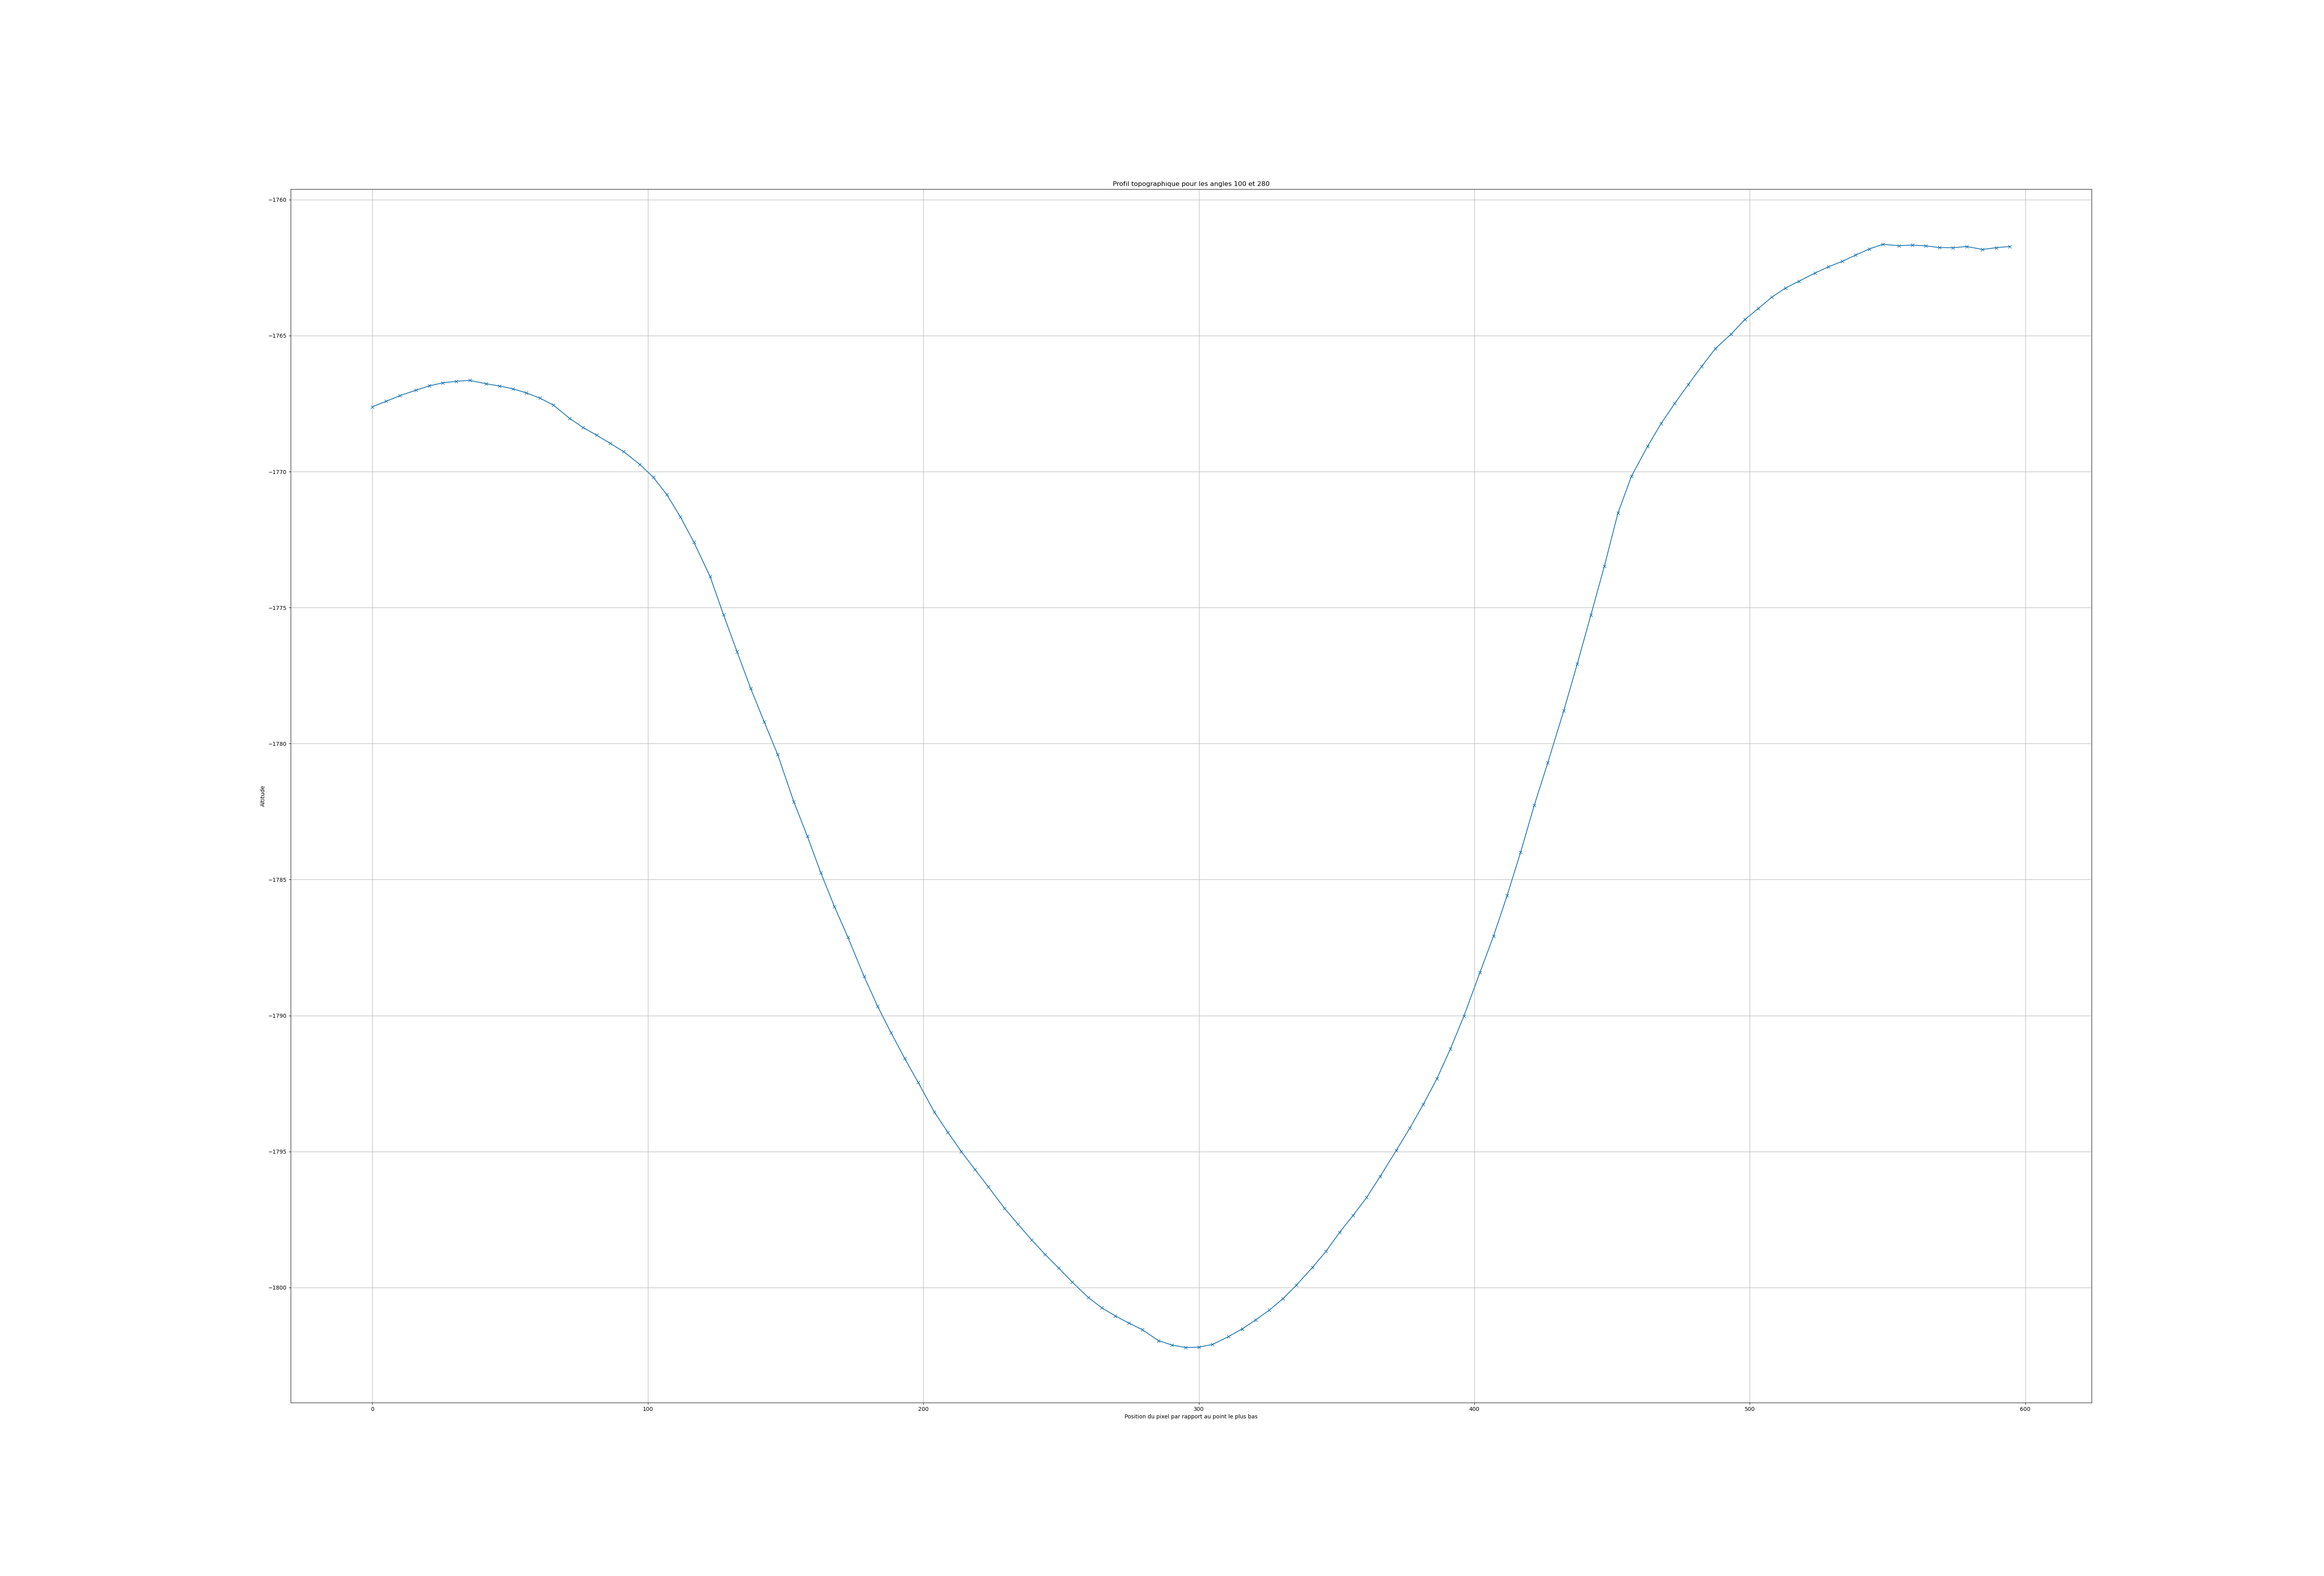 Profil topographique pour les angles 100 et 280
−1760
−1765
−1770
−1775
−1780
−1785
−1790
−1795
−1800
Altitude
0 100 200 300 400 500 600
Position du pixel par rapport au point le plus bas